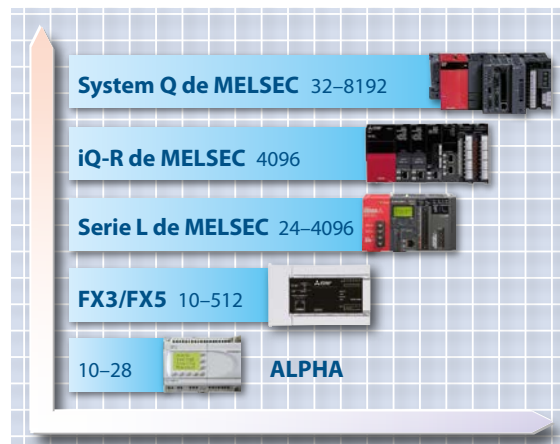 System Q de MELSEC 32–8192
iQ-R de MELSEC 4096
Serie L de MELSEC 24–4096
FX3/FX5 10–512
10–28 ALPHA